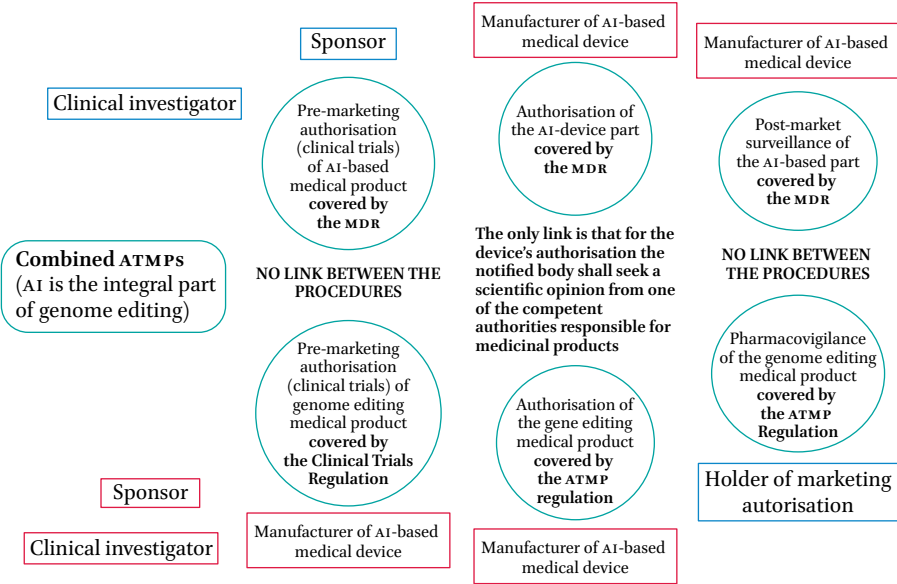 Sponsor
Clinical investigator
Pre-marketing
authorisation
(clinical trials)
of AI-based
medical product
covered by
the MDR
Manufacturer of AI-based
medical device
Authorisation of
the AI-device part
covered by
the MDR
Manufacturer of AI-based
medical device
Post-market
surveillance of
the AI-based part
covered by
the MDR
Combined ATMPs
(AI is the integral part
of genome editing)
NO LINK BETWEEN THE
PROCEDURES
The only link is that for the
device's authorisation the
notified body shall seek a
scientific opinion from one
of the competent
authorities responsible for
medicinal products
NO LINK BETWEEN
THE PROCEDURES
Pre-marketing
authorisation
(clinical trials) of
genome editing
medical product
covered by
the Clinical Trials
Regulation
Authorisation of
the gene editing
medical product
covered by
the ATMP
regulation
Pharmacovigilance
of the genome editing
medical product
covered by
the ATMP
Regulation
Sponsor
Clinical investigator
Manufacturer of AI-based
medical device
Manufacturer of AI-based
medical device
Holder of marketing
autorisation